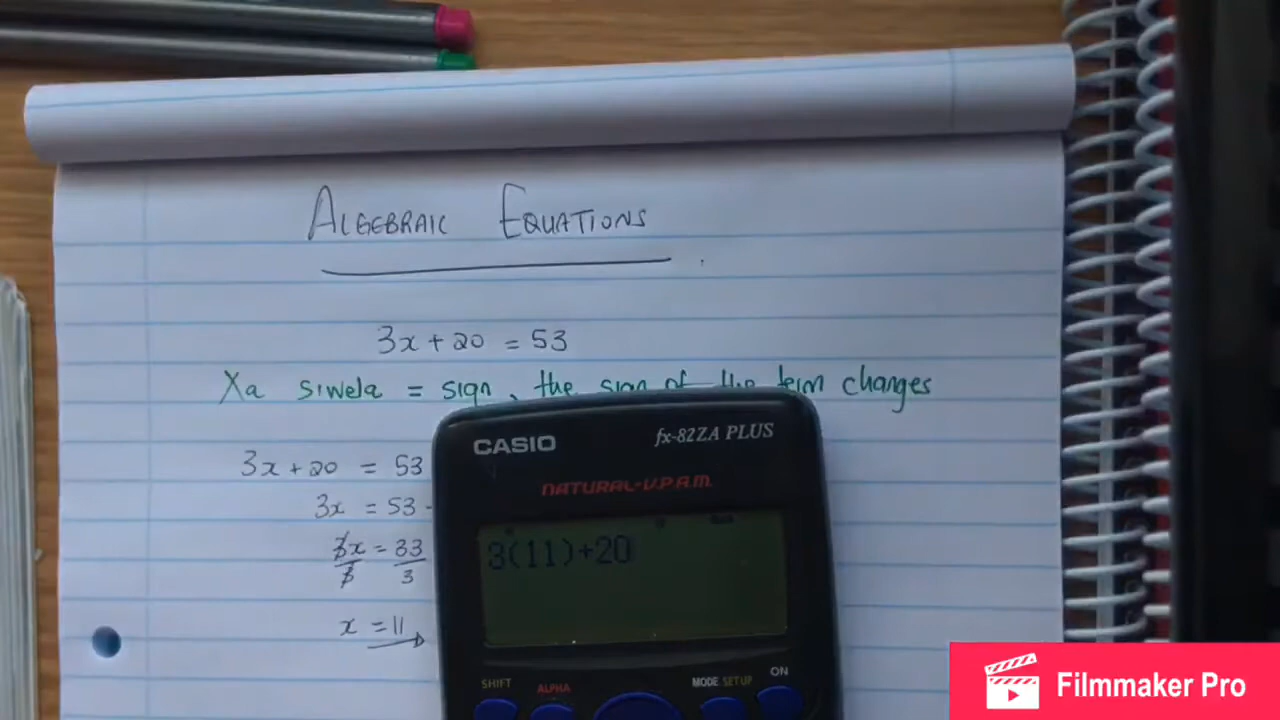 ALGEBRAIC EQUATIONS
3x + 20 = 53
Xa siwela = sign, the sign of the term changes
3x + 20 = 53
3x = 53 -
3x = 33
3 3
x = 11
CASIO fx-82ZA PLUS
NATURAL-V.P.A.M.
3(11)+20
SHIFT ALPHA MODE SETUP ON
Filmmaker Pro